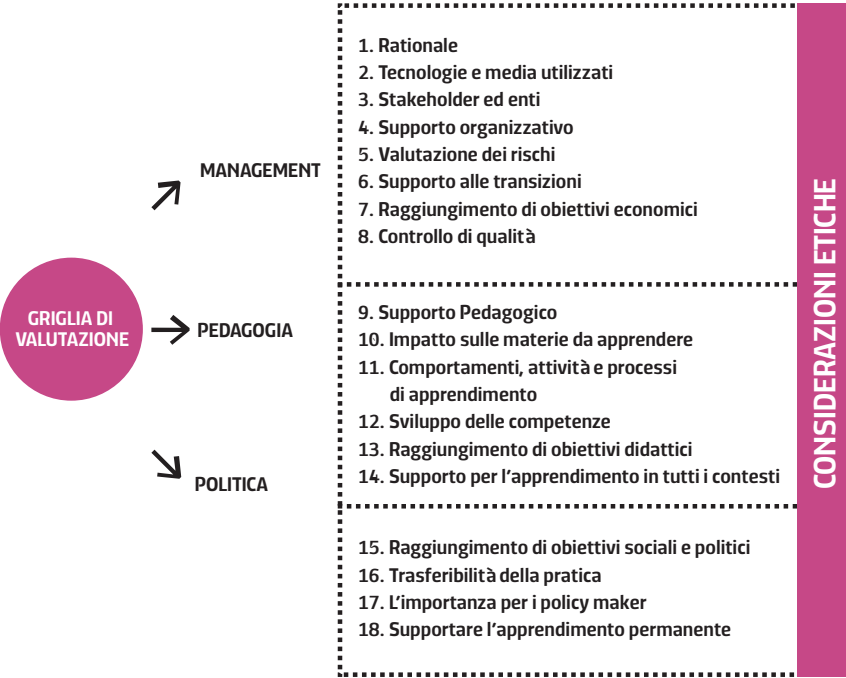 GRIGLIA DI
VALUTAZIONE
MANAGEMENT
1. Rationale
2. Tecnologie e media utilizzati
3. Stakeholder ed enti
4. Supporto organizzativo
5. Valutazione dei rischi
6. Supporto alle transizioni
7. Raggiungimento di obiettivi economici
8. Controllo di qualità
PEDAGOGIA
9. Supporto Pedagogico
10. Impatto sulle materie da apprendere
11. Comportamenti, attività e processi
di apprendimento
12. Sviluppo delle competenze
13. Raggiungimento di obiettivi didattici
14. Supporto per l'apprendimento in tutti i contesti
POLITICA
15. Raggiungimento di obiettivi sociali e politici
16. Trasferibilità della pratica
17. L'importanza per i policy maker
18. Supportare l'apprendimento permanente
CONSIDERAZIONI ETICHE